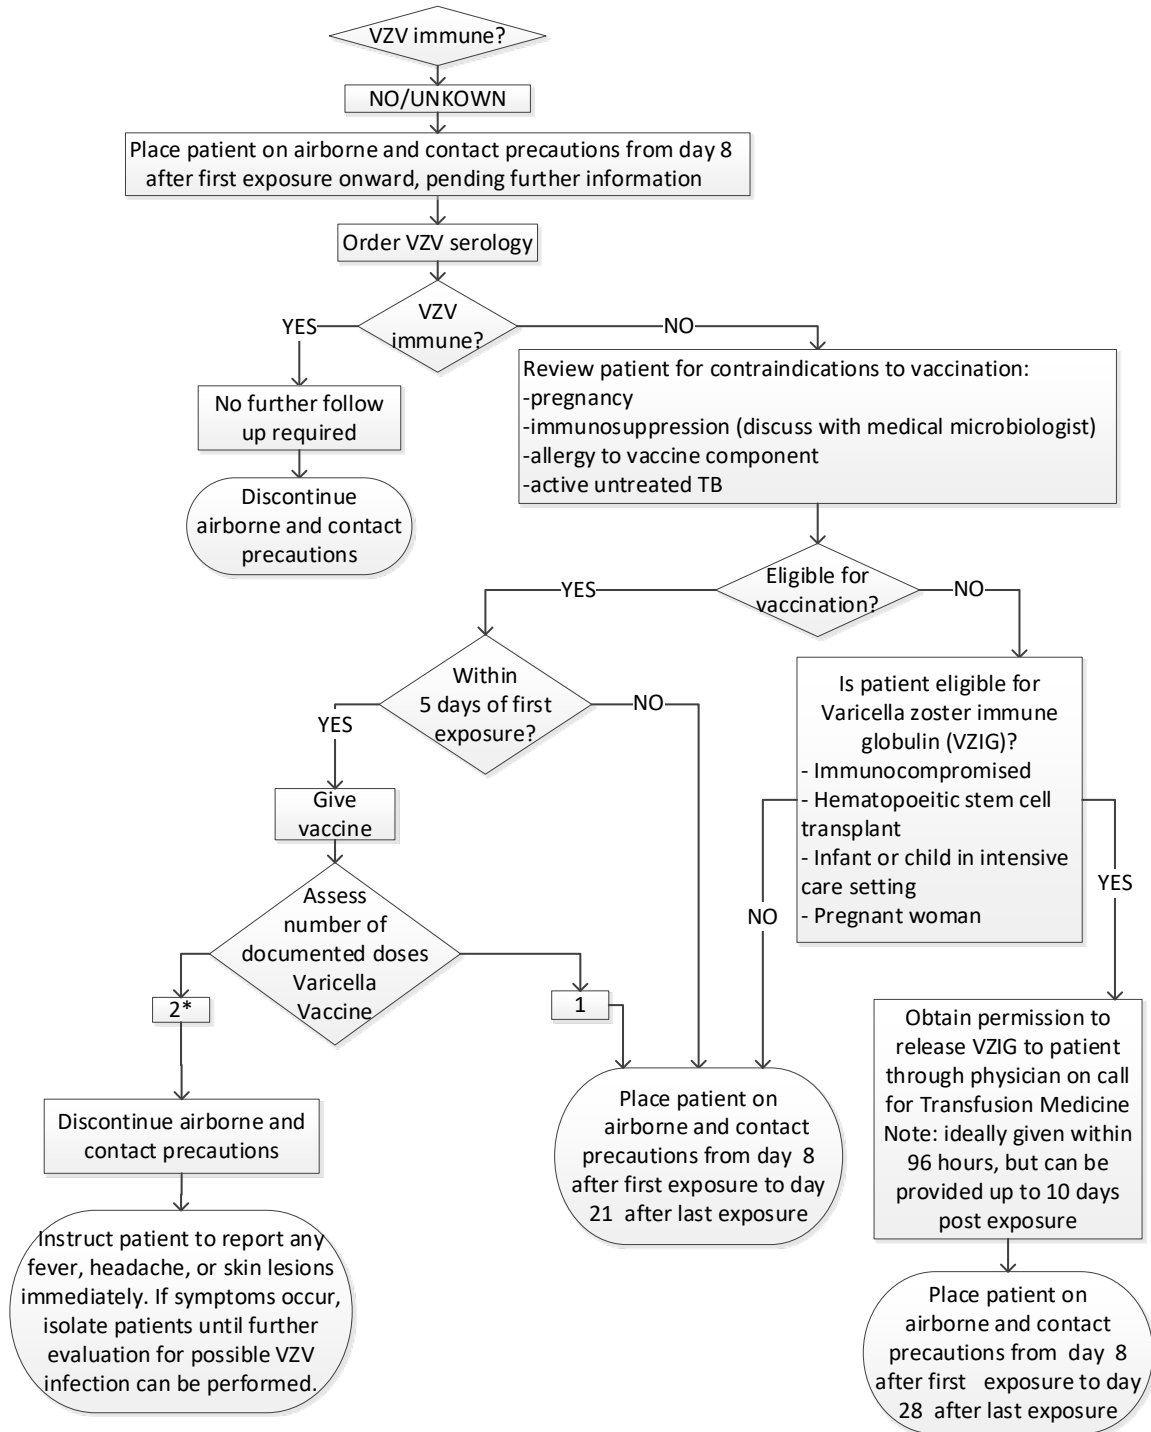 VZV immune?
NO/UNKOWN
Place patient on airborne and contact precautions from day 8
after first exposure onward, pending further information
Order VZV serology
VZV
immune?
YES
NO
No further follow
up required
Discontinue
airborne and contact
precautions
Review patient for contraindications to vaccination:
-pregnancy
-immunosuppression (discuss with medical microbiologist)
-allergy to vaccine component
-active untreated TB
Eligible for
vaccination?
YES
NO
Within
5 days of first
exposure?
YES
NO
Give
vaccine
Assess
number of
documented doses
Varicella
Vaccine
2*
1
Discontinue airborne and
contact precautions
Instruct patient to report any
fever, headache, or skin lesions
immediately. If symptoms occur,
isolate patients until further
evaluation for possible VZV
infection can be performed.
Is patient eligible for
Varicella zoster immune
globulin (VZIG)?
- Immunocompromised
- Hematopoeitic stem cell
transplant
- Infant or child in intensive
care setting
- Pregnant woman
NO
YES
Place patient on
airborne and contact
precautions from day 8
after first exposure to day
21 after last exposure
Obtain permission to
release VZIG to patient
through physician on call
for Transfusion Medicine
Note: ideally given within
96 hours, but can be
provided up to 10 days
post exposure
Place patient on
airborne and contact
precautions from day 8
after first exposure to day
28 after last exposure